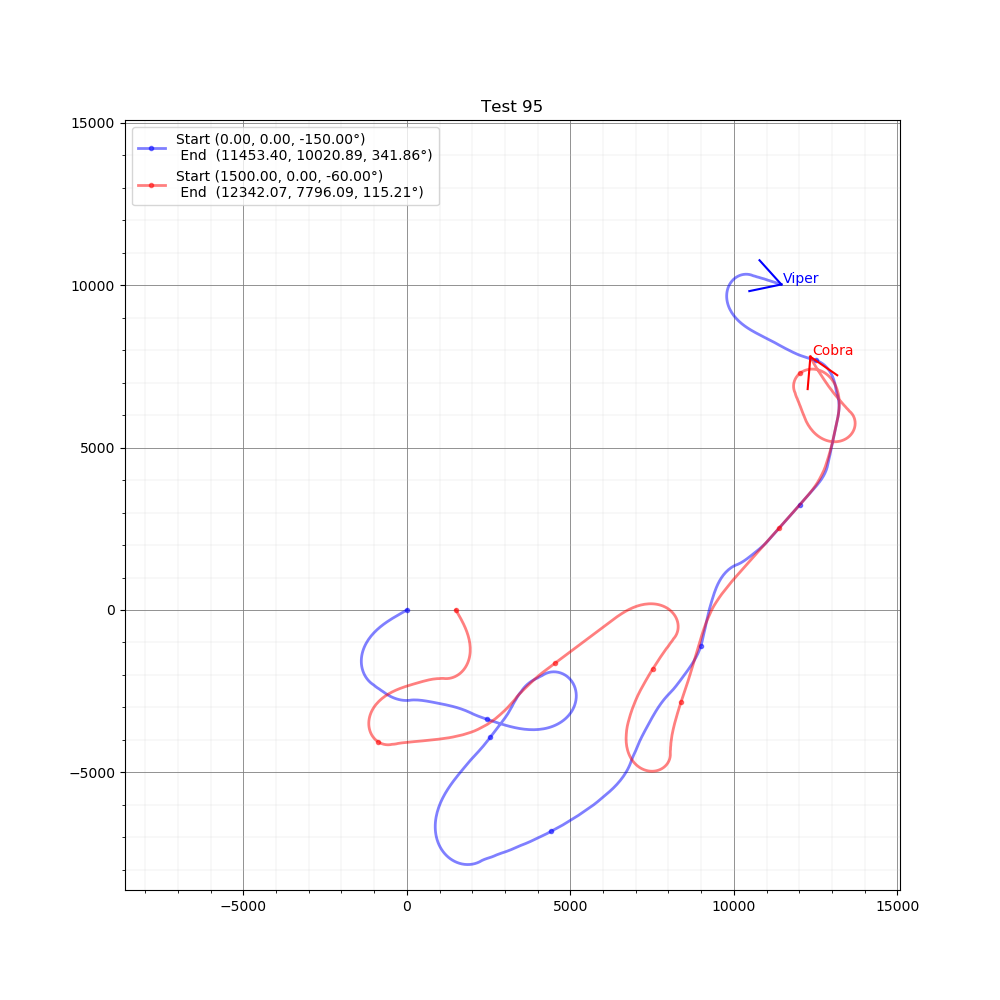 Test 95
Start (0.00, 0.00, -150.00°)
End (11453.40, 10020.89, 341.86°)
Start (1500.00, 0.00, -60.00°)
End (12342.07, 7796.09, 115.21°)
15000
10000
5000
0
−5000
Viper
Cobra
−5000
0
5000
10000
15000